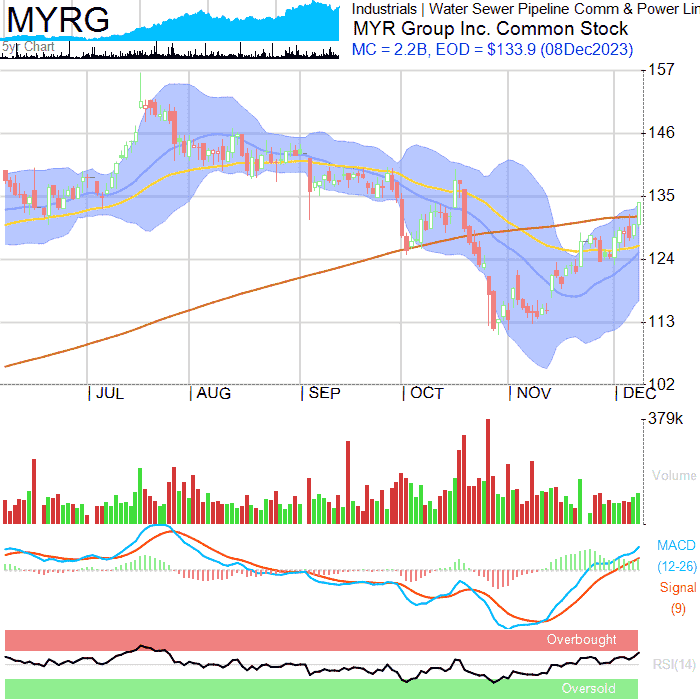 MYRG
5yr Chart
Industrials | Water Sewer Pipeline Comm & Power Lin
MYR Group Inc. Common Stock
MC = 2.2B, EOD = $133.9 (08Dec2023)
157
146
135
124
113
102
JUL AUG SEP OCT NOV DEC
379k
Volume
MACD
(12-26)
Signal
(9)
Overbought
RSI(14)
Oversold